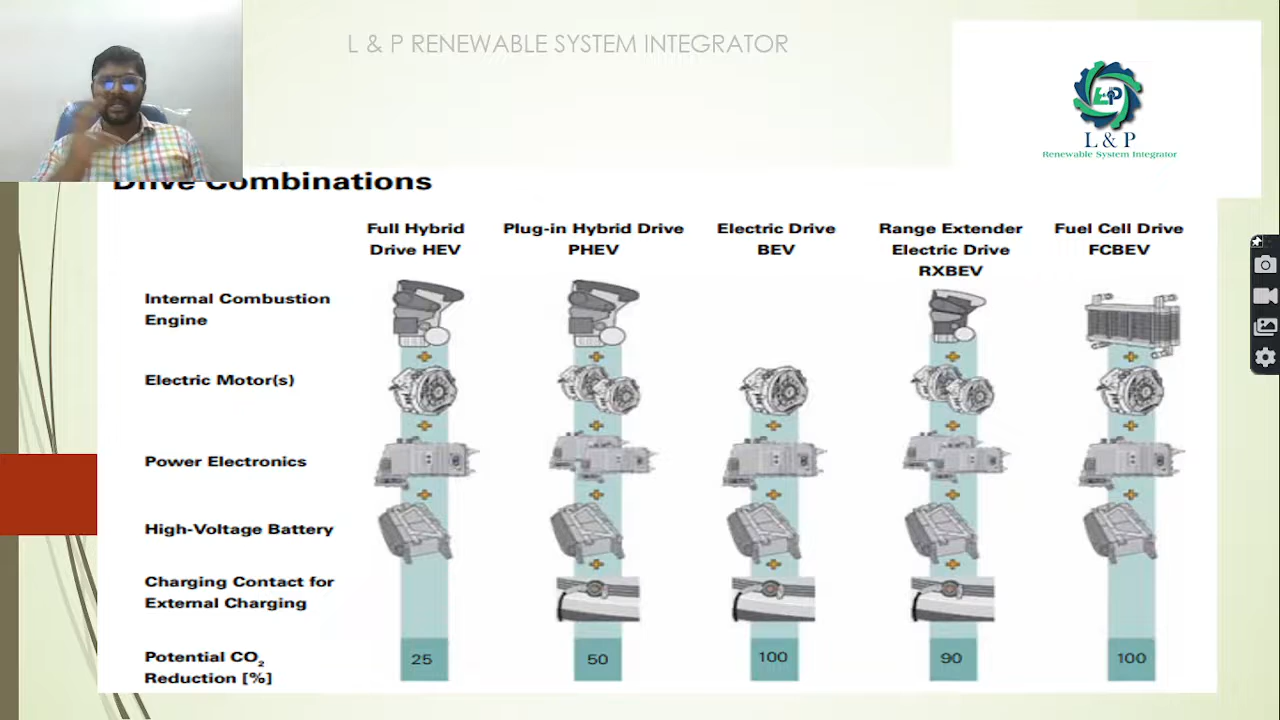 L & P RENEWABLE SYSTEM INTEGRATOR
LP
L & P
Renewable System Integrator
Drive Combinations
Full Hybrid
Drive HEV
Plug-in Hybrid Drive
PHEV
Electric Drive
BEV
Range Extender
Electric Drive
RXBEV
Fuel Cell Drive
FCBEV
Internal Combustion
Engine
Electric Motor(s)
Power Electronics
High-Voltage Battery
Charging Contact for
External Charging
Potential CO₂
Reduction [%]
25
50
100
90
100